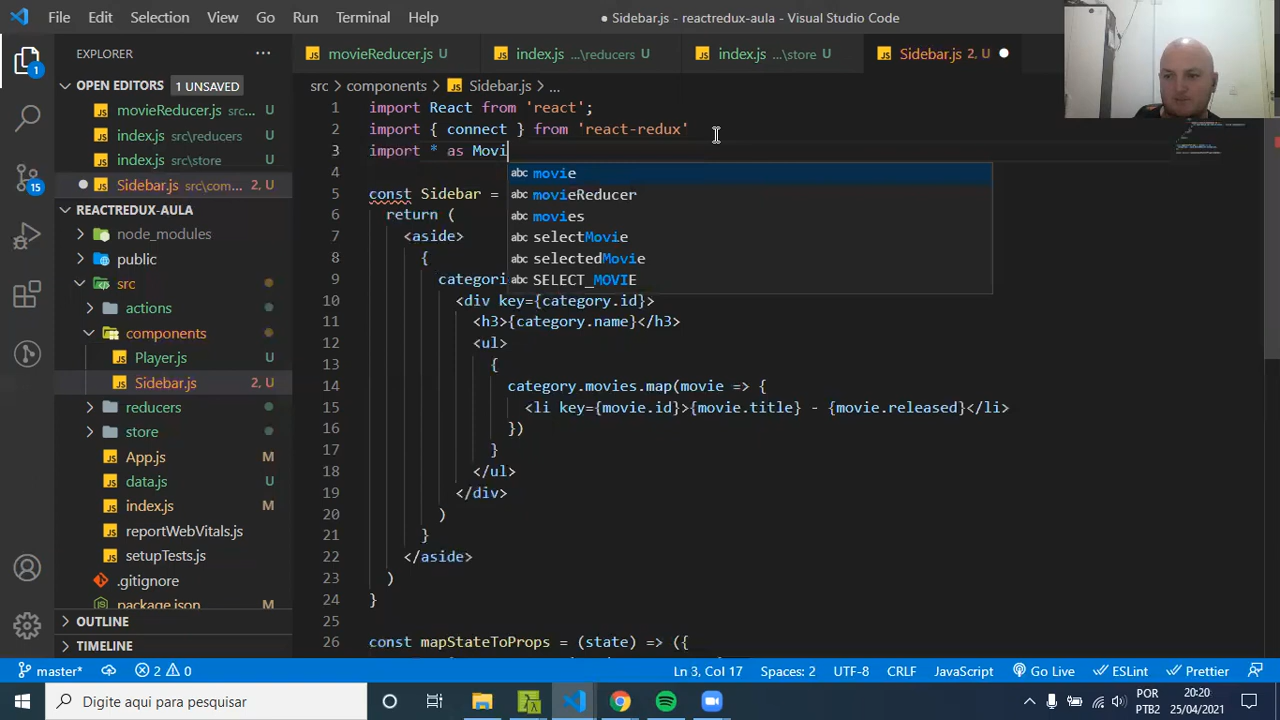 File Edit Selection View Go Run Terminal Help
● Sidebar.js - reactredux-aula - Visual Studio Code
EXPLORER
OPEN EDITORS 1 UNSAVED
movieReducer.js src... U
index.js src\reducers U
index.js src\store U
Sidebar.js src\com... 2, U
REACTREDUX-AULA
node_modules
public
src
actions
components
Player.js U
Sidebar.js 2, U
reducers
store
App.js M
data.js U
index.js M
reportWebVitals.js
setupTests.js
.gitignore
package.json
OUTLINE
TIMELINE
1
15
movieReducer.js U
index.js ...\reducers U
index.js ...\store U
Sidebar.js 2, U
src > components > Sidebar.js > ...
1 import React from 'react';
2 import { connect } from 'react-redux'
3 import * as Movi
4
5 const Sidebar =
6 return (
7 <aside>
8 {
9 categori
10 <div key={category.id}>
11 <h3>{category.name}</h3>
12 <ul>
13 {
14 category.movies.map(movie => {
15 <li key={movie.id}>{movie.title} - {movie.released}</li>
16 })
17 }
18 </ul>
19 </div>
20 )
21 }
22 </aside>
23 )
24 }
25
26 const mapStateToProps = (state) => ({
abc movie
abc movieReducer
abc movies
abc selectMovie
abc selectedMovie
abc SELECT_MOVIE
master* 2 0 Ln 3, Col 17 Spaces: 2 UTF-8 CRLF JavaScript Go Live ESLint Prettier
Digite aqui para pesquisar
POR
PTB2
20:20
25/04/2021